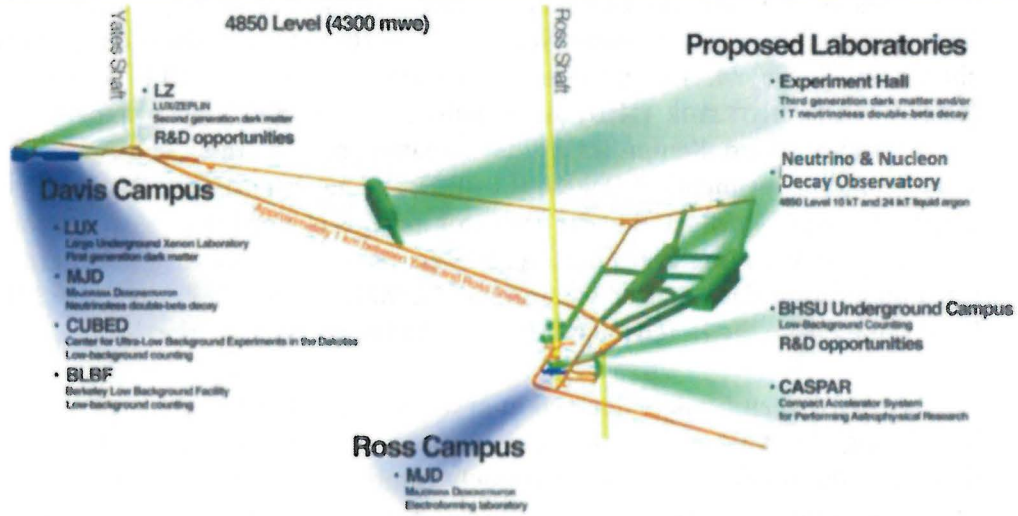 4850 Level (4300 mwe)
Yates Shaft
Ross Shaft
• LZ
LUX/ZEPLIN
Second generation dark matter
R&D opportunities
Davis Campus
• LUX
Large Underground Xenon Laboratory
First generation dark matter
• MJD
Majorana Demonstrator
Neutrinoless double-beta decay
• CUBED
Center for Ultra-Low Background Experiments in the Dakotas
Low-background counting
• BLBF
Berkeley Low Background Facility
Low-background counting
Approximately 1 km between Yates and Ross Shafts
Ross Campus
• MJD
Majorana Demonstrator
Electroforming laboratory
Proposed Laboratories
• Experiment Hall
Third generation dark matter and/or
1 T neutrinoless double-beta decay
• Neutrino & Nucleon
Decay Observatory
4850 Level 10 kT and 24 kT liquid argon
• BHSU Underground Campus
Low-Background Counting
R&D opportunities
• CASPAR
Compact Accelerator System
for Performing Astrophysical Research